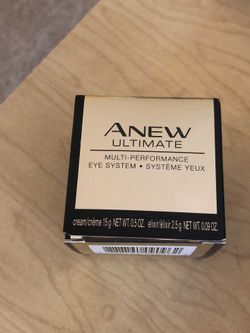 ANEW
ULTIMATE
MULTI-PERFORMANCE
EYE SYSTEM • SYSTÈME YEUX
cream/crème 15 g NET WT. 0.5 OZ. elixir/élixir 2.5 g NET WT. 0.09 OZ.